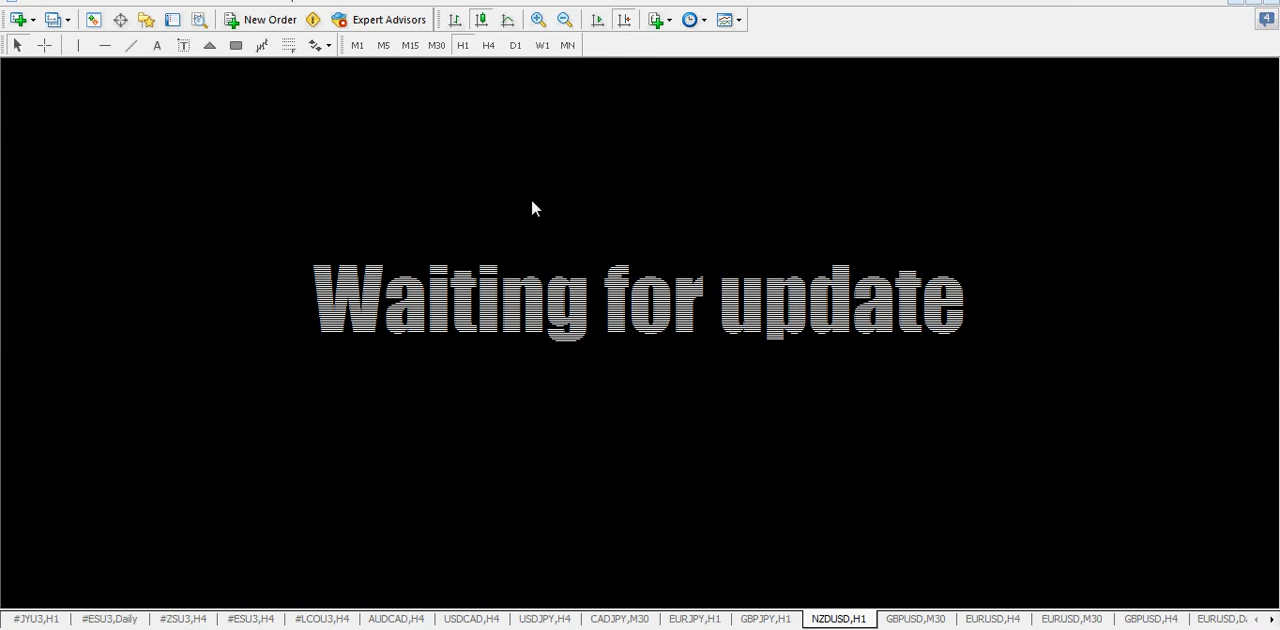 New Order Expert Advisors 4
A T F M1 M5 M15 M30 H1 H4 D1 W1 MN
Waiting for update
#JYU3,H1 #ESU3,Daily #ZSU3,H4 #ESU3,H4 #LCOU3,H4 AUDCAD,H4 USDCAD,H4 USDJPY,H4 CADJPY,M30 EURJPY,H1 GBPJPY,H1 NZDUSD,H1 GBPUSD,M30 EURUSD,H4 EURUSD,M30 GBPUSD,H4